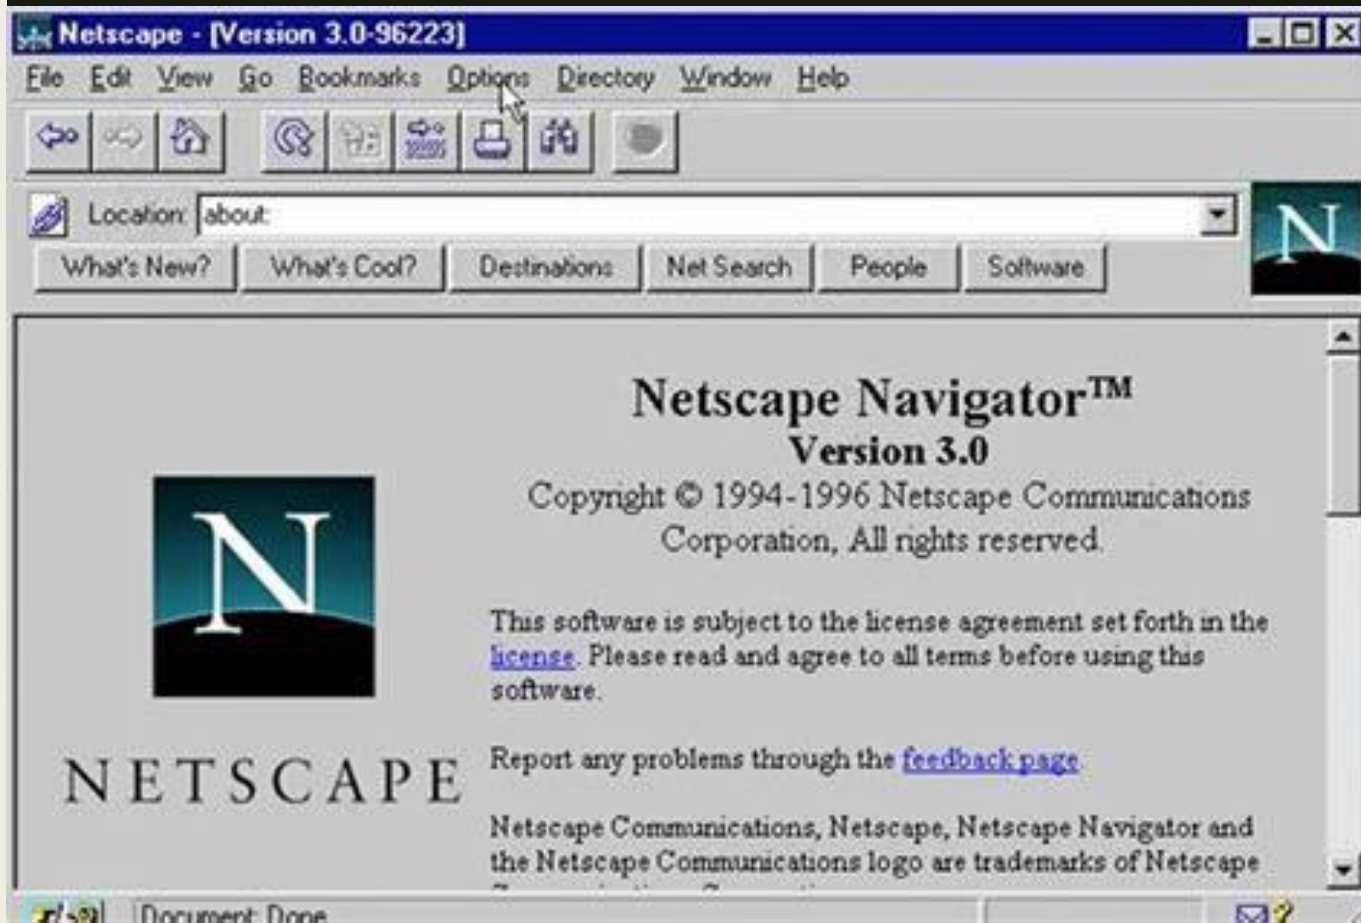 Netscape - [Version 3.0-96223]
File Edit View Go Bookmarks Options Directory Window Help
Location: about:
N
What's New? What's Cool? Destinations Net Search People Software
Netscape Navigator™
Version 3.0
Copyright © 1994-1996 Netscape Communications
Corporation, All rights reserved.
N
This software is subject to the license agreement set forth in the
license. Please read and agree to all terms before using this
software.
NETSCAPE
Report any problems through the feedback page.
Netscape Communications, Netscape, Netscape Navigator and
the Netscape Communications logo are trademarks of Netscape
Document: Done